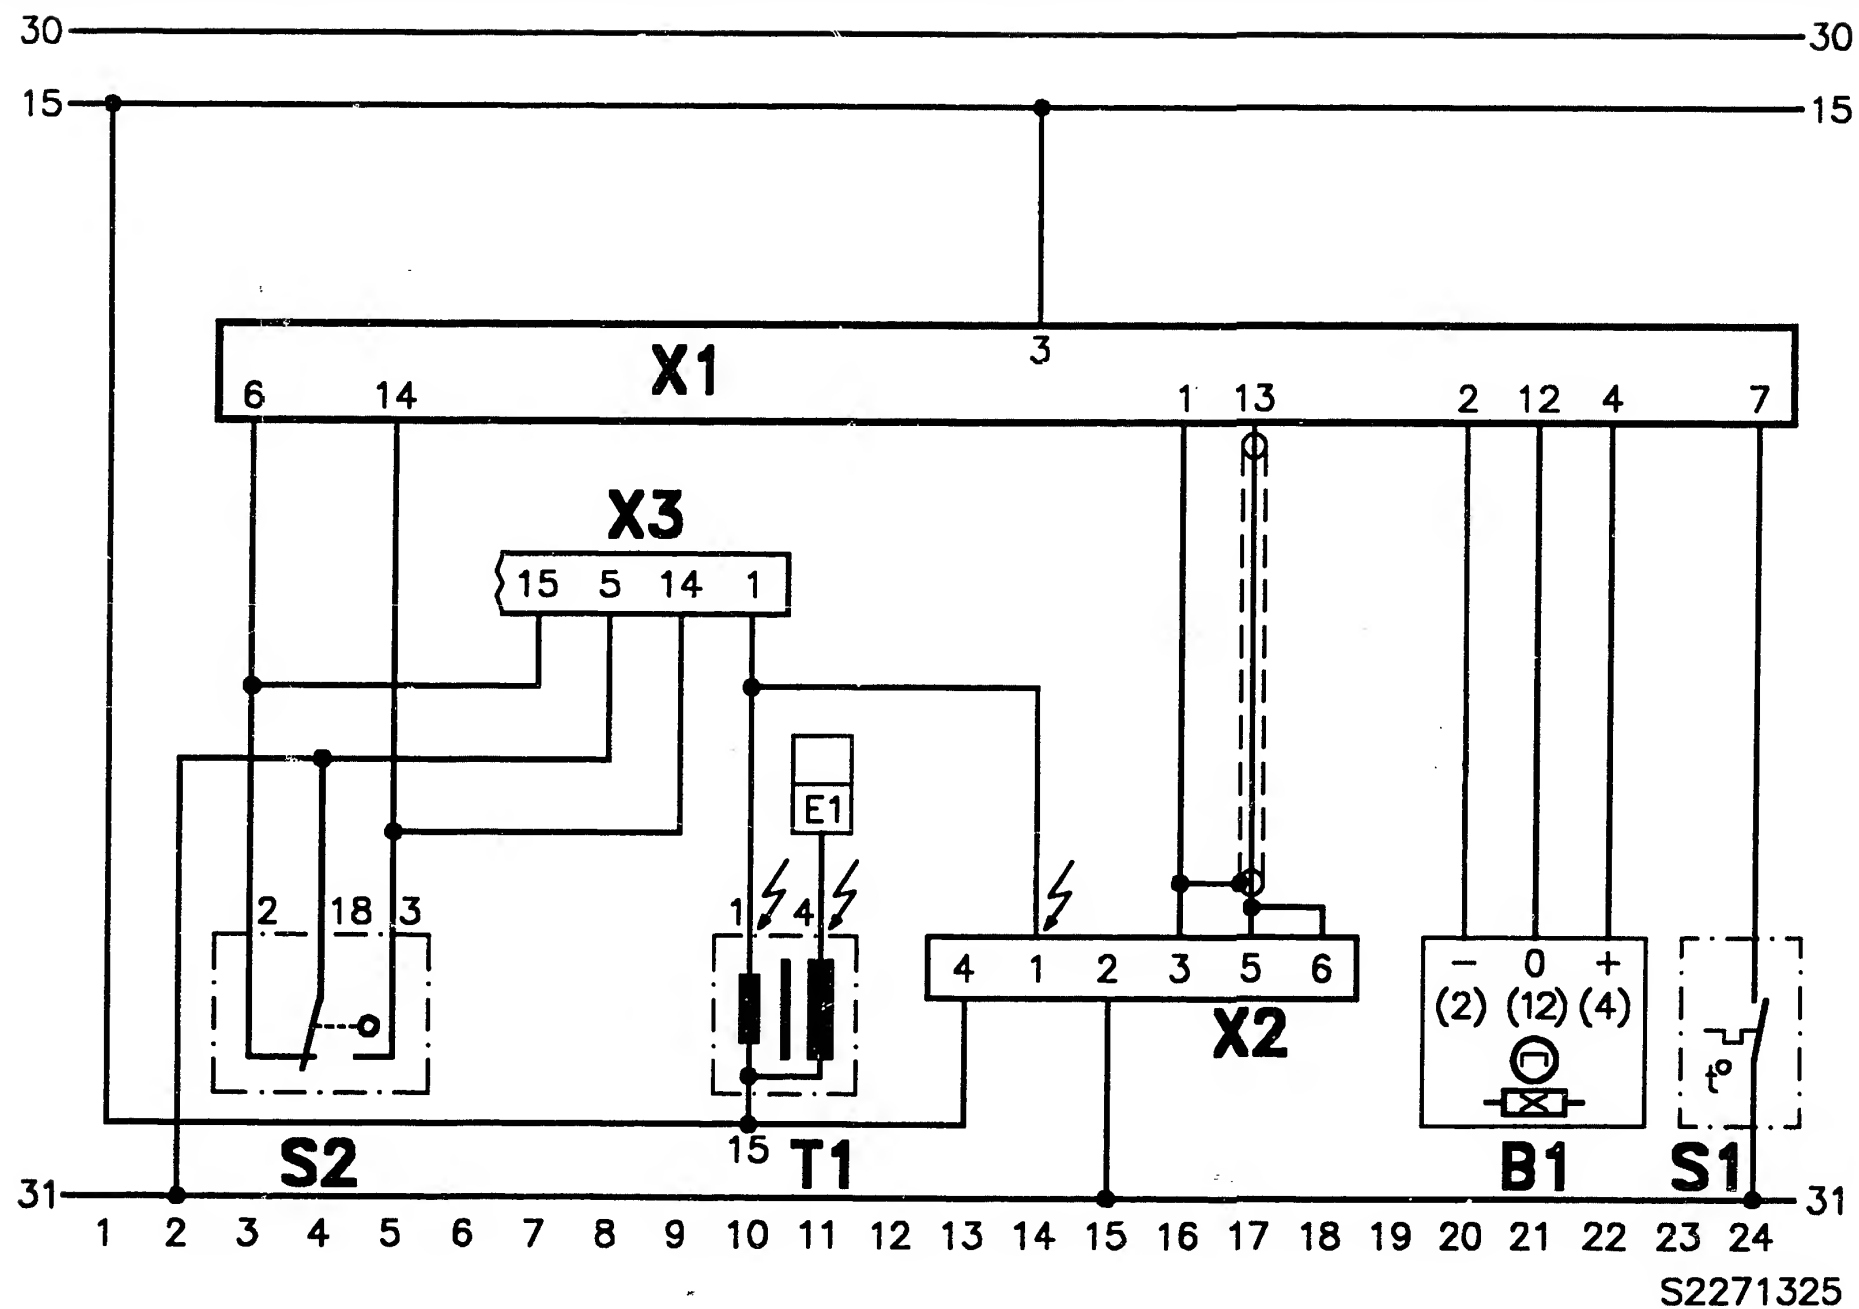 30 30
15 15
3
X1
6 14 1 13 2 12 4 7
X3
15 5 14 1
E1
2 18 3 1 4
4 1 2 3 5 6
− 0 +
(2) (12) (4)
X2
t°
15
S2 T1 B1 S1
31 31
1 2 3 4 5 6 7 8 9 10 11 12 13 14 15 16 17 18 19 20 21 22 23 24
S2271325